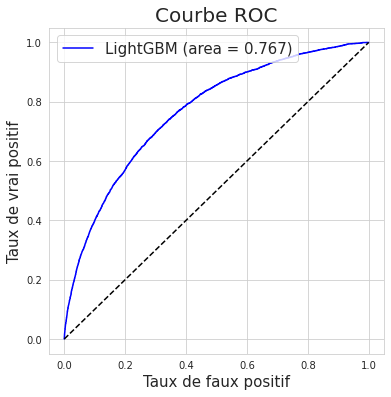 Courbe ROC
LightGBM (area = 0.767)
Taux de vrai positif
1.0
0.8
0.6
0.4
0.2
0.0
0.0 0.2 0.4 0.6 0.8 1.0
Taux de faux positif